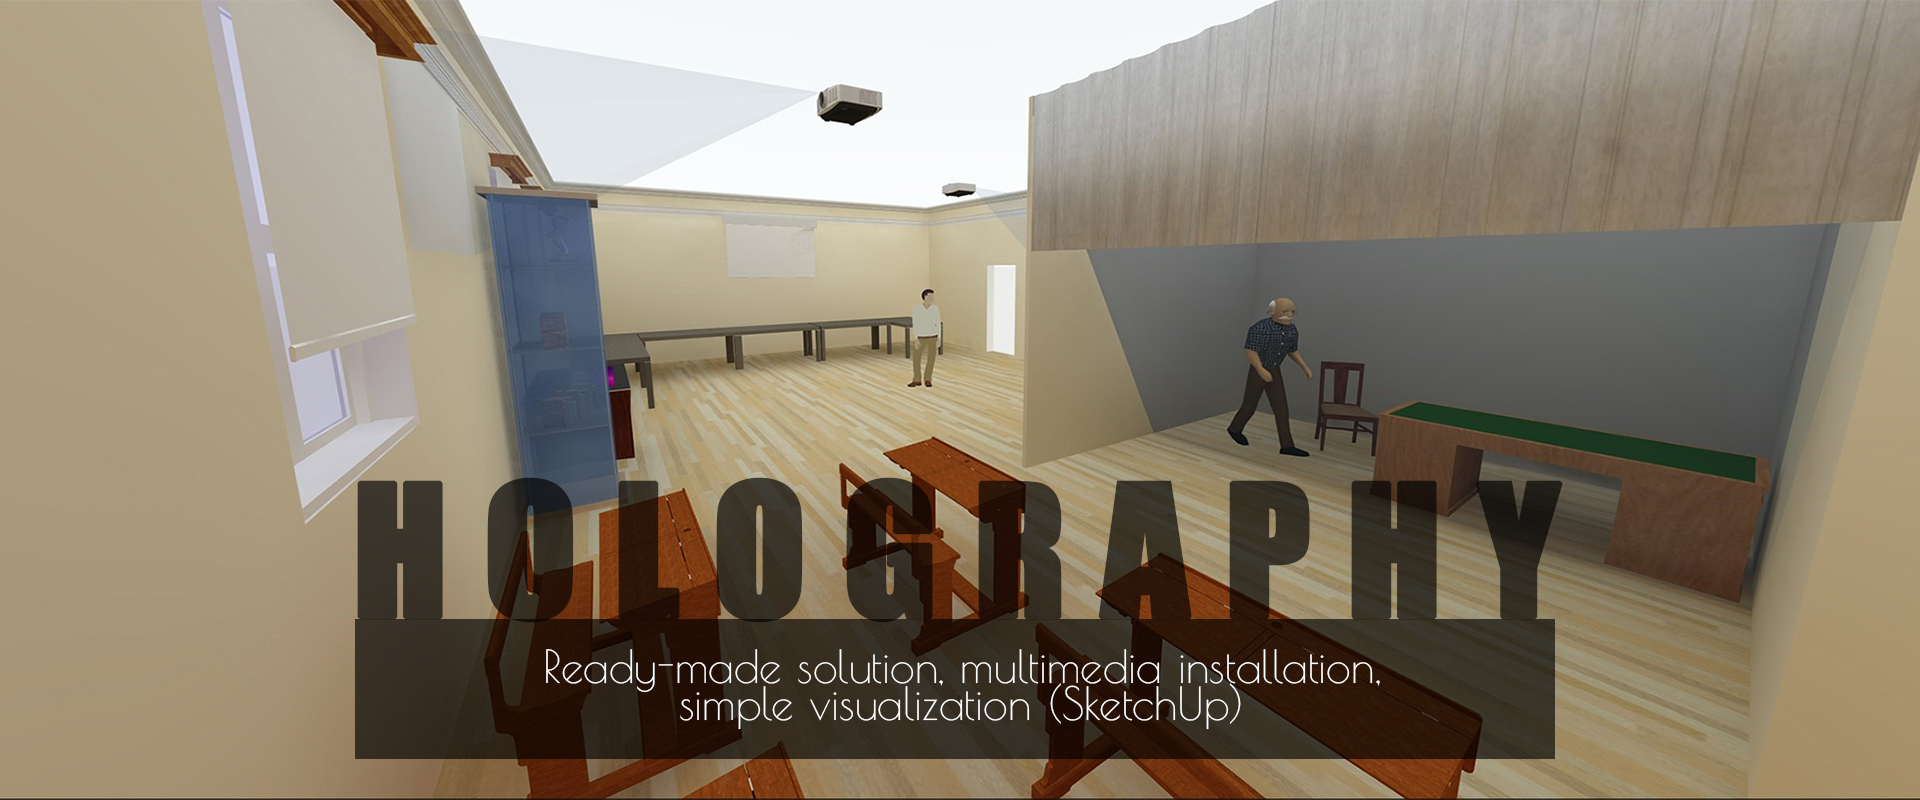 HOLOGRAPHY
Ready-made solution, multimedia installation,
simple visualization (SketchUp)